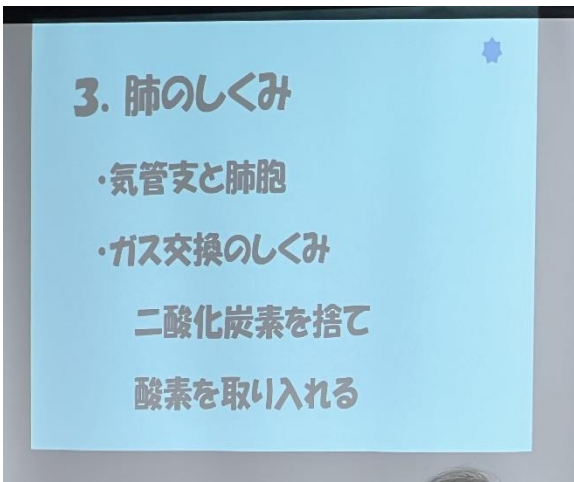 3. 肺のしくみ
・気管支と肺胞
・ガス交換のしくみ
二酸化炭素を捨て
酸素を取り入れる